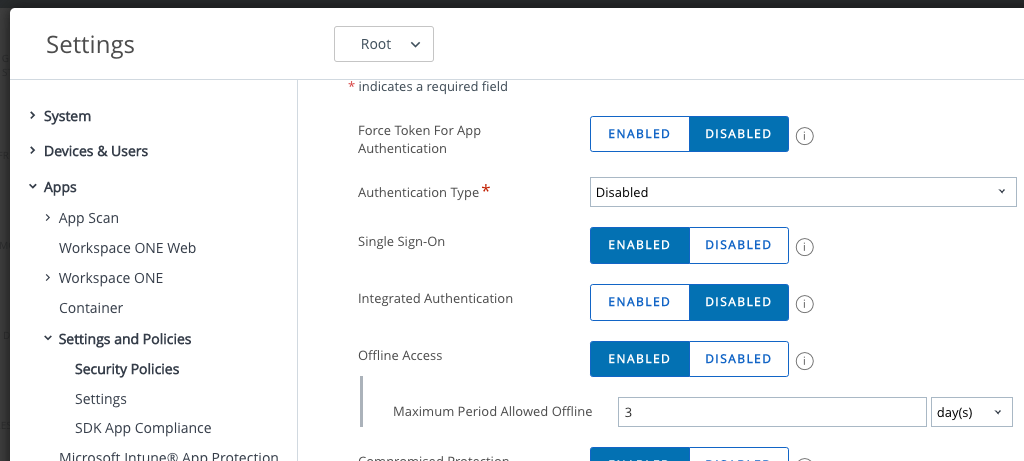 Settings
Root
* indicates a required field
System
Devices & Users
Apps
App Scan
Workspace ONE Web
Workspace ONE
Container
Settings and Policies
Security Policies
Settings
SDK App Compliance
Microsoft Intune® App Protection
Force Token For App
Authentication
ENABLED DISABLED
Authentication Type*
Disabled
Single Sign-On
ENABLED DISABLED
Integrated Authentication
ENABLED DISABLED
Offline Access
ENABLED DISABLED
Maximum Period Allowed Offline
3
day(s)
Compromised Protection
ENABLED DISABLED